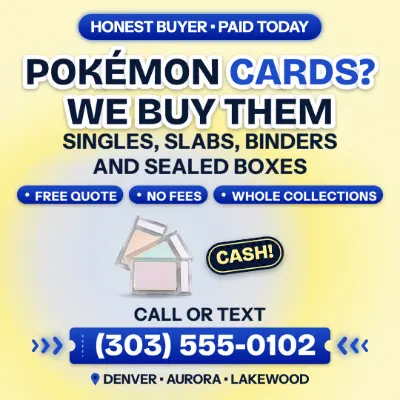 HONEST BUYER • PAID TODAY
POKÉMON CARDS?
WE BUY THEM
SINGLES, SLABS, BINDERS
AND SEALED BOXES
• FREE QUOTE • NO FEES • WHOLE COLLECTIONS
CASH!
CALL OR TEXT
(303) 555-0102
DENVER • AURORA • LAKEWOOD